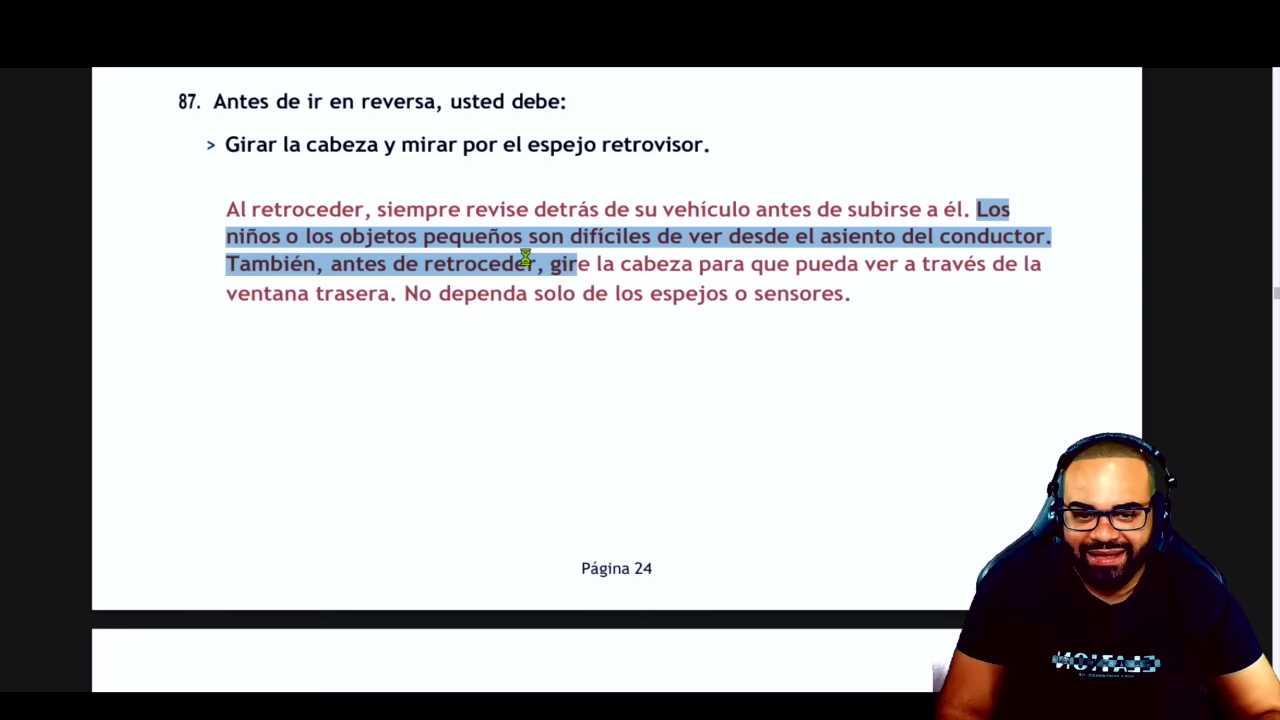 87. Antes de ir en reversa, usted debe:
> Girar la cabeza y mirar por el espejo retrovisor.
Al retroceder, siempre revise detrás de su vehículo antes de subirse a él. Los
niños o los objetos pequeños son difíciles de ver desde el asiento del conductor.
También, antes de retroceder, gire la cabeza para que pueda ver a través de la
ventana trasera. No dependa solo de los espejos o sensores.
Página 24